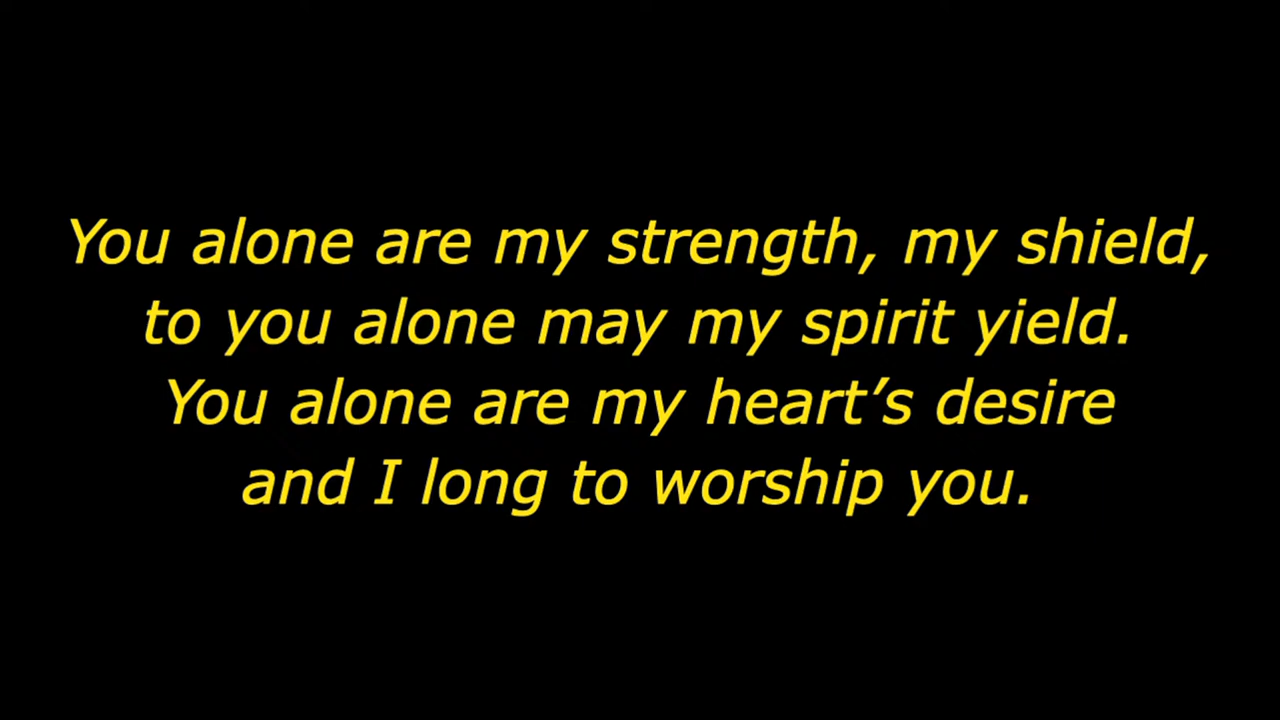 You alone are my strength, my shield,
to you alone may my spirit yield.
You alone are my heart’s desire
and I long to worship you.